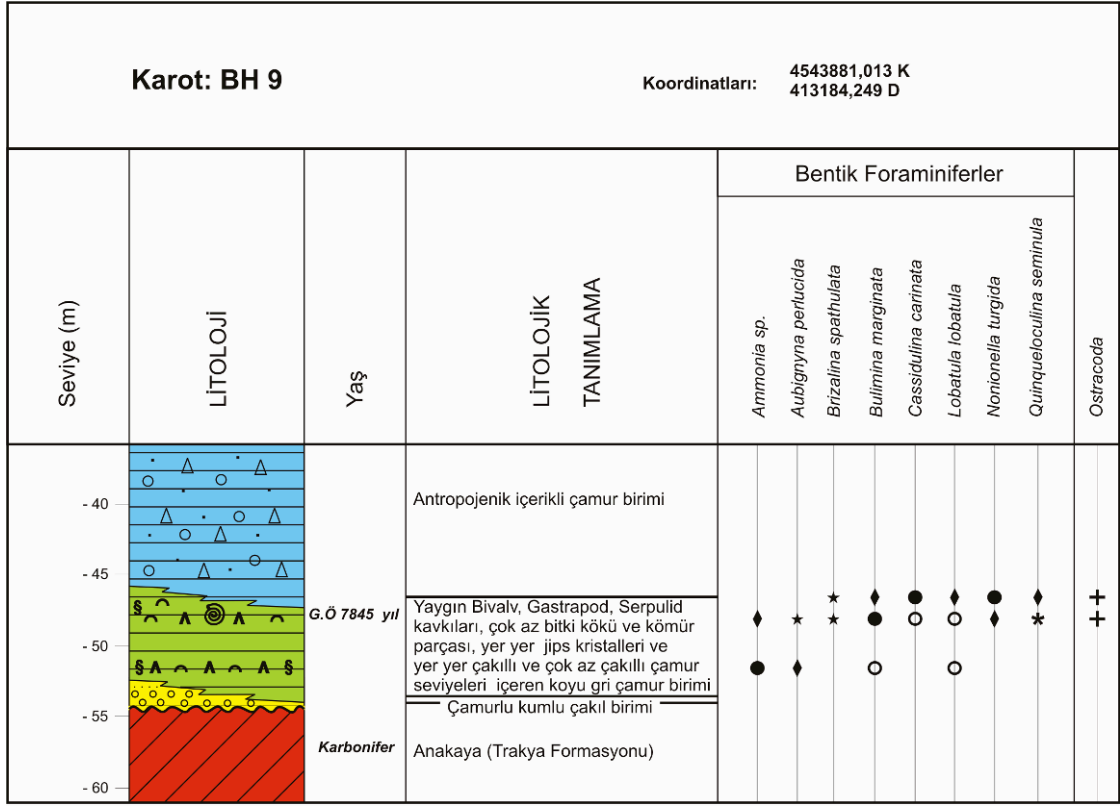 Karot: BH 9
Koordinatları:
4543881,013 K
413184,249 D
Seviye (m)
LİTOLOJİ
Yaş
LİTOLOJİK
TANIMLAMA
Bentik Foraminiferler
Ammonia sp.
Aubignyna perlucida
Brizalina spathulata
Bulimina marginata
Cassidulina carinata
Lobatula lobatula
Nonionella turgida
Quinqueloculina seminula
Ostracoda
- 40
- 45
- 50
- 55
- 60
G.Ö 7845 yıl
Karbonifer
Antropojenik içerikli çamur birimi
Yaygın Bivalv, Gastrapod, Serpulid
kavkıları, çok az bitki kökü ve kömür
parçası, yer yer jips kristalleri ve
yer yer çakıllı ve çok az çakıllı çamur
seviyeleri içeren koyu gri çamur birimi
Çamurlu kumlu çakıl birimi
Anakaya (Trakya Formasyonu)